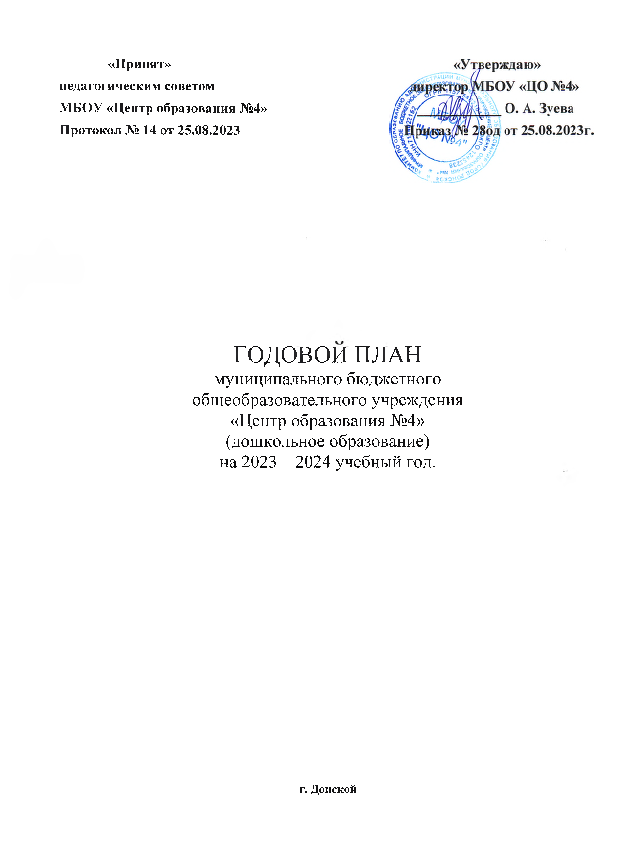 «Принят»
педагогическим советом
МБОУ «Центр образования №4»
Протокол № 14 от 25.08.2023
«Утверждаю»
директор МБОУ «ЦО №4»
О. А. Зуева
Приказ № 28од от 25.08.2023г.
ГОДОВОЙ ПЛАН
муниципального бюджетного
общеобразовательного учреждения
«Центр образования №4»
(дошкольное образование)
на 2023 – 2024 учебный год.
г. Донской